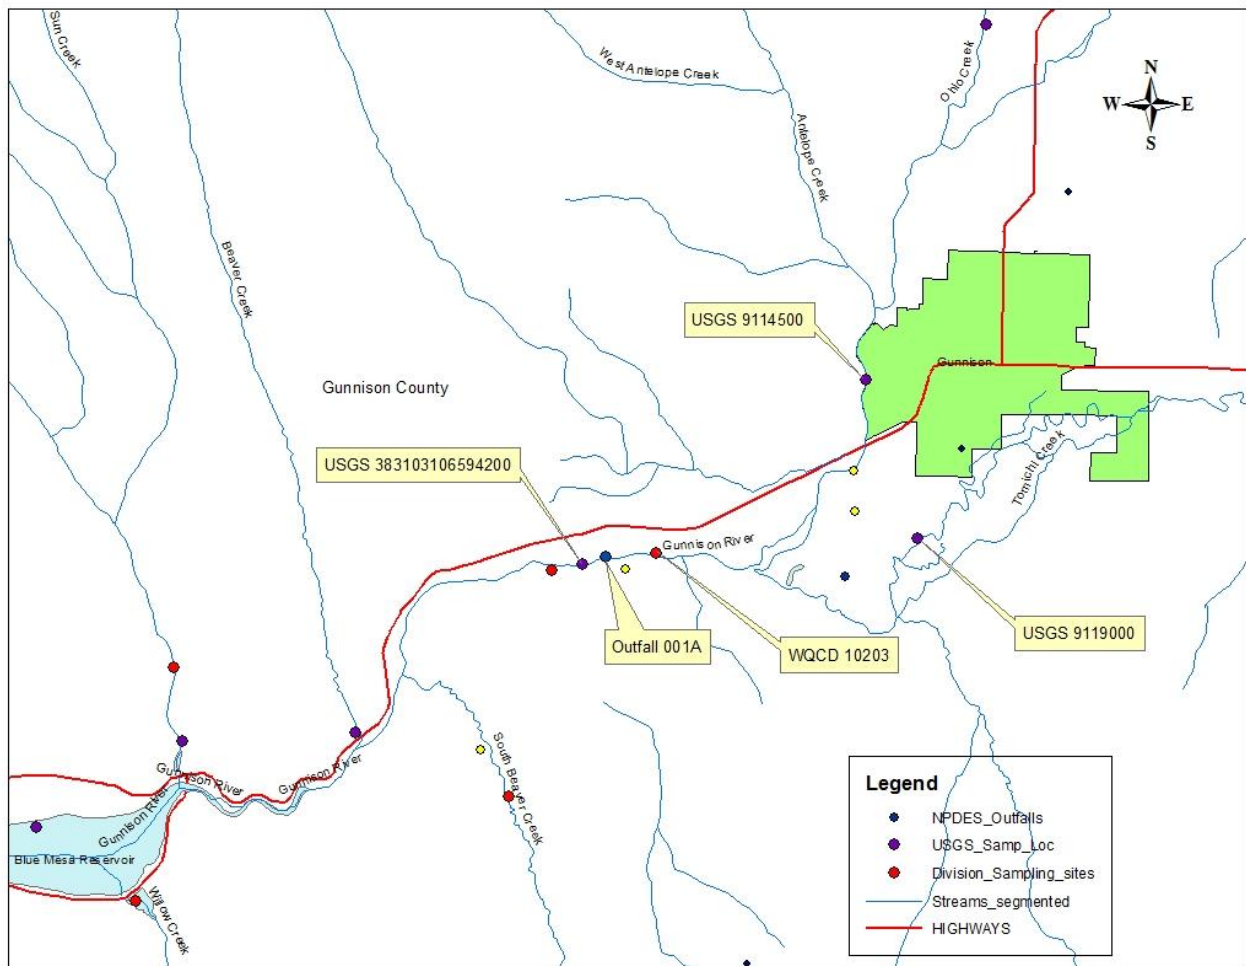 Sun Creek
West Antelope Creek
Ohio Creek
N
W E
S
Antelope Creek
Beaver Creek
USGS 9114500
Gunnison
Gunnison County
USGS 383103106594200
Tomichi Creek
Gunnison River
Outfall 001A
WQCD 10203
USGS 9119000
South Beaver Creek
Gunnison River
Gunnison River
Gunnison River
Blue Mesa Reservoir
Willow Creek
Legend
NPDES_Outfalls
USGS_Samp_Loc
Division_Sampling_sites
Streams_segmented
HIGHWAYS